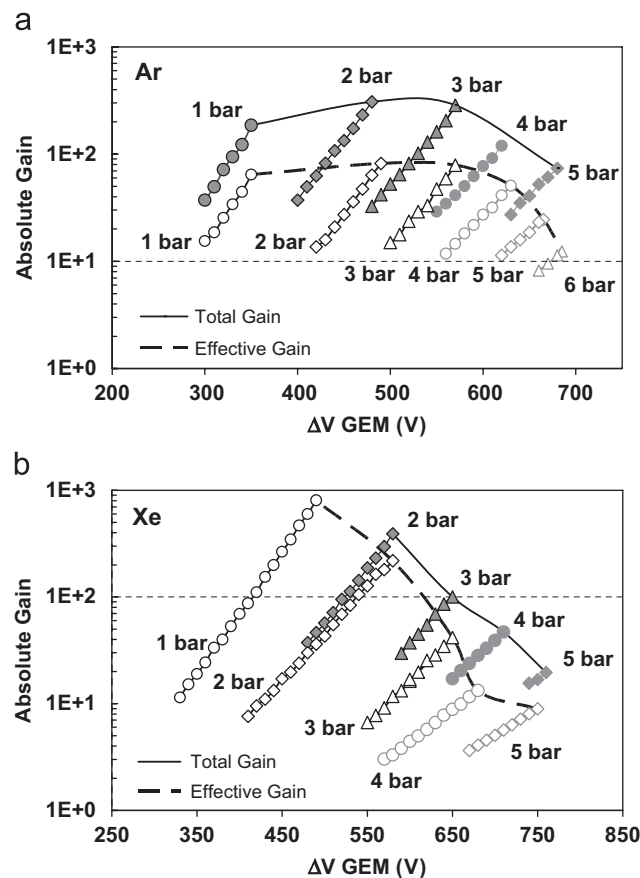 a
1E+3
Ar
2 bar
3 bar
1 bar
4 bar
1E+2
5 bar
1 bar
2 bar
3 bar
4 bar
5 bar
6 bar
1E+1
Total Gain
Effective Gain
1E+0
Absolute Gain
200 300 400 500 600 700
ΔV GEM (V)
b
1E+3
Xe
2 bar
1 bar
3 bar
1E+2
4 bar
2 bar
5 bar
3 bar
1E+1
4 bar
5 bar
Total Gain
Effective Gain
1E+0
Absolute Gain
250 350 450 550 650 750 850
ΔV GEM (V)